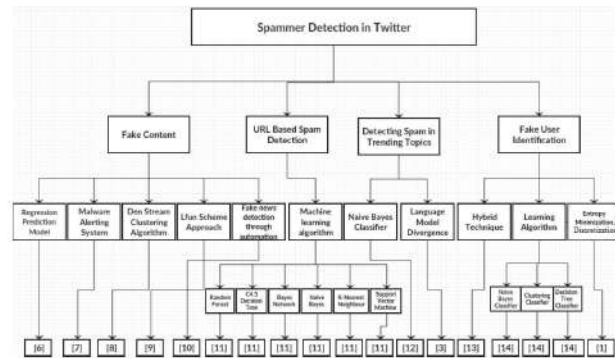 Spammer Detection in Twitter
Fake Content
URL Based Spam
Detection
Detecting Spam in
Trending Topics
Fake User
Identification
Regression
Prediction
Model
Malware
Alerting
System
Den Stream
Clustering
Algorithm
Lfun Scheme
Approach
Fake news
detection
through
automation
Machine
learning
algorithm
Naive Bayes
Classifier
Language
Model
Divergence
Hybrid
Technique
Learning
Algorithm
Entropy
Minimization,
Discretization
Random
Forest
C4.5
Decision
Tree
Bayes
Network
Naive
Bayes
K-Nearest
Neighbour
Support
Vector
Machine
Naive
Bayes
Classifier
Clustering
Classifier
Decision
Tree
Classifier
[6]
[7]
[8]
[9]
[10]
[11]
[11]
[11]
[11]
[11]
[11]
[12]
[3]
[13]
[14]
[14]
[14]
[1]